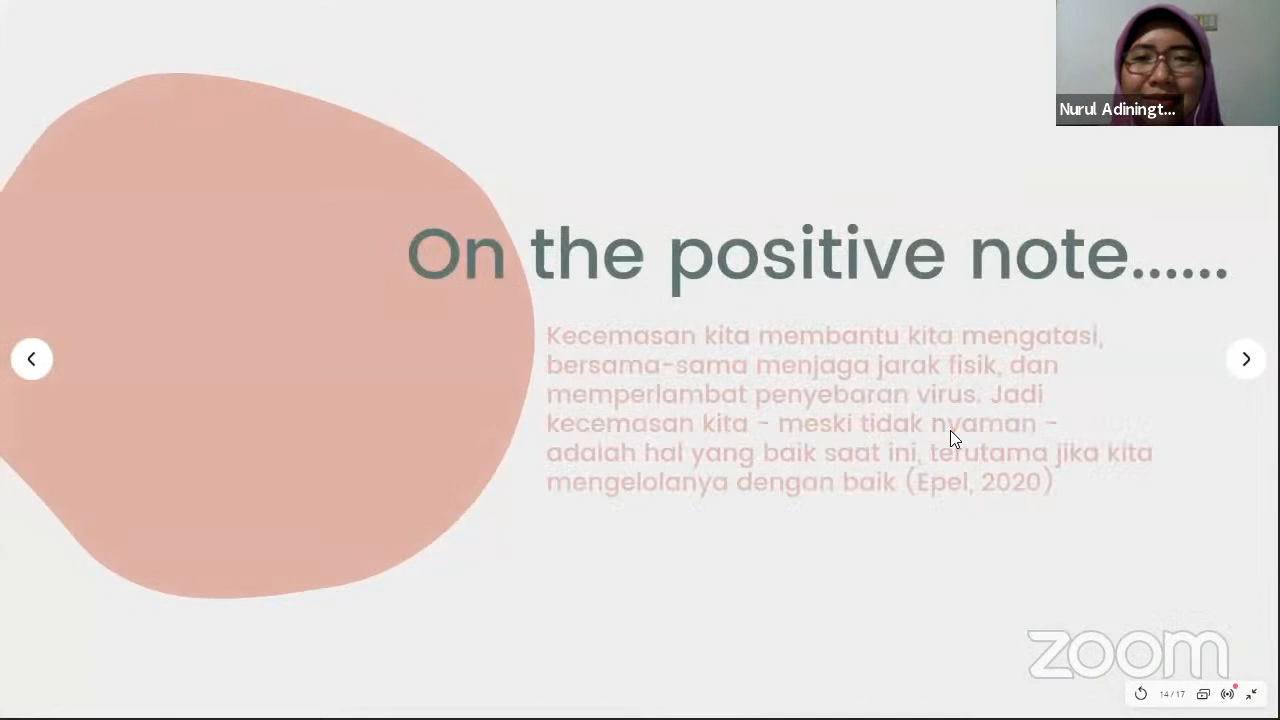 Nurul Adiningt...
On the positive note......
Kecemasan kita membantu kita mengatasi,
bersama-sama menjaga jarak fisik, dan
memperlambat penyebaran virus. Jadi
kecemasan kita - meski tidak nyaman -
adalah hal yang baik saat ini, terutama jika kita
mengelolanya dengan baik (Epel, 2020)
zoom
14/17